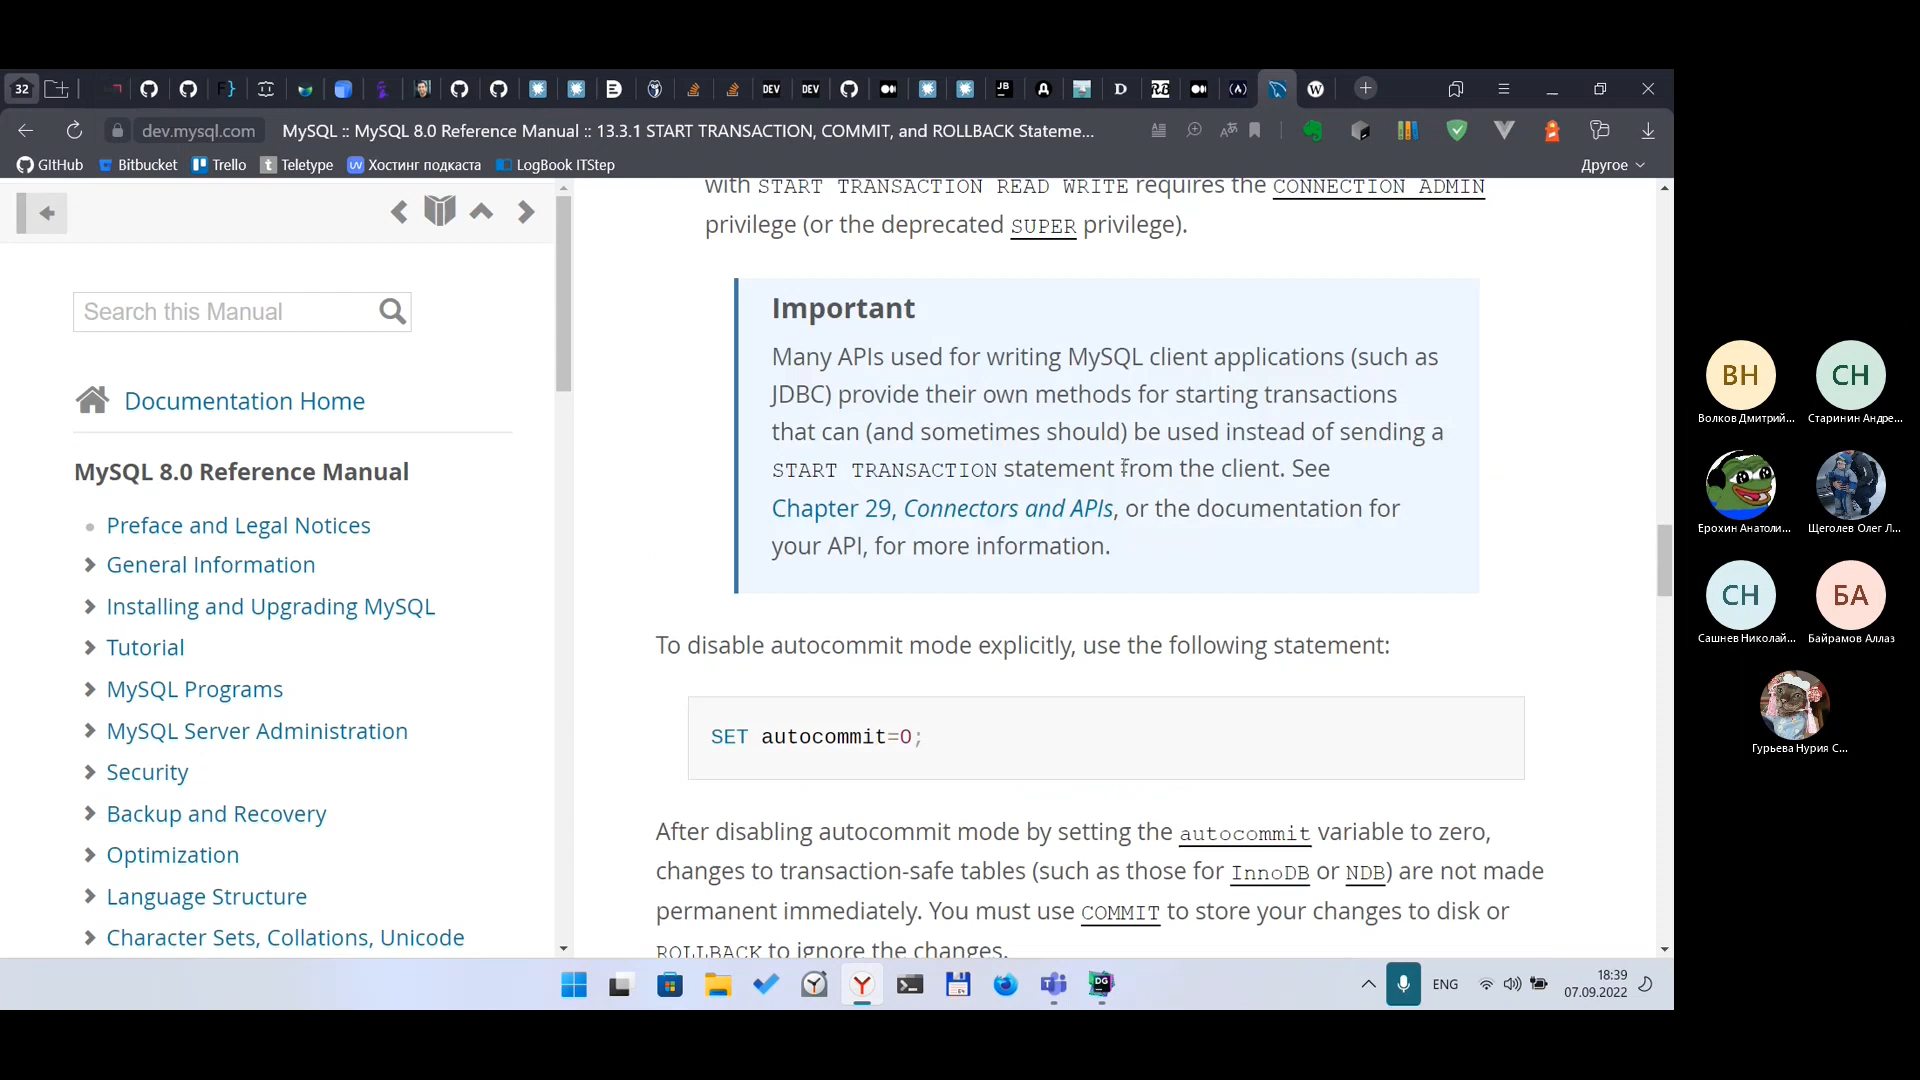 32
DEV
DEV
JB
D
W
dev.mysql.com
MySQL :: MySQL 8.0 Reference Manual :: 13.3.1 START TRANSACTION, COMMIT, and ROLLBACK Stateme...
GItHub
Bitbucket
Trello
Teletype
Хостинг подкаста
LogBook ITStep
Другое
Search this Manual
Documentation Home
MySQL 8.0 Reference Manual
Preface and Legal Notices
General Information
Installing and Upgrading MySQL
Tutorial
MySQL Programs
MySQL Server Administration
Security
Backup and Recovery
Optimization
Language Structure
Character Sets, Collations, Unicode
with START TRANSACTION READ WRITE requires the CONNECTION_ADMIN
privilege (or the deprecated SUPER privilege).
Important
Many APIs used for writing MySQL client applications (such as
JDBC) provide their own methods for starting transactions
that can (and sometimes should) be used instead of sending a
START TRANSACTION statement from the client. See
Chapter 29, Connectors and APIs, or the documentation for
your API, for more information.
To disable autocommit mode explicitly, use the following statement:
SET autocommit=0;
After disabling autocommit mode by setting the autocommit variable to zero,
changes to transaction-safe tables (such as those for InnoDB or NDB) are not made
permanent immediately. You must use COMMIT to store your changes to disk or
ROLLBACK to ignore the changes.
DG
ENG
18:39
07.09.2022
ВН
Волков Дмитрий...
СН
Старинин Андре...
Ерохин Анатоли...
Щеголев Олег Л...
СН
Сашнев Николай...
БА
Байрамов Аллаз
Гурьева Нурия С...